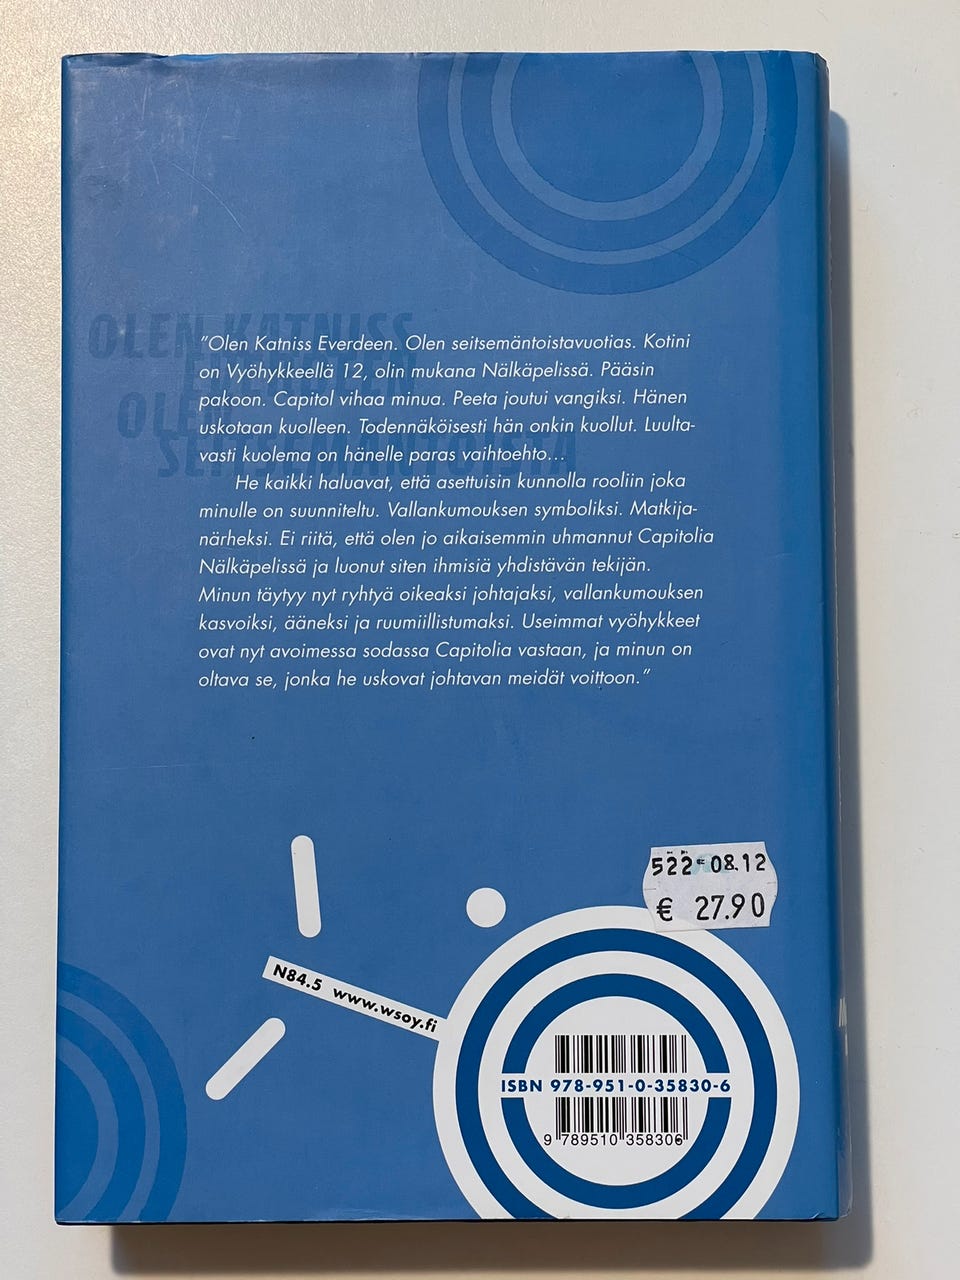 OLEN KATNISS
EVERDEEN
OLEN
SEITSEMÄNTOISTA
"Olen Katniss Everdeen. Olen seitsemäntoistavuotias. Kotini
on Vyöhykkeellä 12, olin mukana Nälkäpelissä. Pääsin
pakoon. Capitol vihaa minua. Peeta joutui vangiksi. Hänen
uskotaan kuolleen. Todennäköisesti hän onkin kuollut. Luulta-
vasti kuolema on hänelle paras vaihtoehto...
He kaikki haluavat, että asettuisin kunnolla rooliin joka
minulle on suunniteltu. Vallankumouksen symboliksi. Matkija-
närheksi. Ei riitä, että olen jo aikaisemmin uhmannut Capitolia
Nälkäpelissä ja luonut siten ihmisiä yhdistävän tekijän.
Minun täytyy nyt ryhtyä oikeaksi johtajaksi, vallankumouksen
kasvoiksi, ääneksi ja ruumiillistumaksi. Useimmat vyöhykkeet
ovat nyt avoimessa sodassa Capitolia vastaan, ja minun on
oltava se, jonka he uskovat johtavan meidät voittoon."
522 08.12
€ 27.90
N84.5 www.wsoy.fi
ISBN 978-951-0-35830-6
9 789510 358306